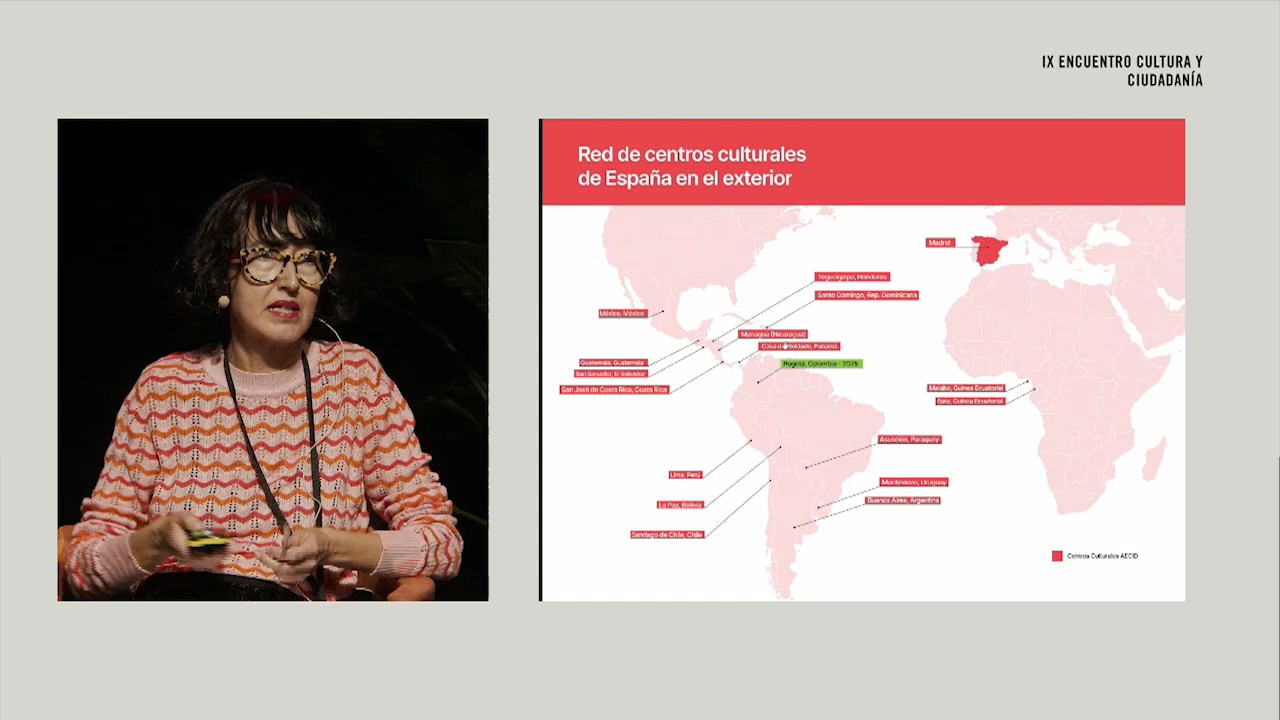 IX ENCUENTRO CULTURA Y
CIUDADANÍA
Red de centros culturales
de España en el exterior
Madrid
Tegucigalpa, Honduras
Santo Domingo, Rep. Dominicana
México, México
Managua (Nicaragua)
Casa del Soldado, Panamá
Guatemala, Guatemala
Bogotá, Colombia - 2025
San Salvador, El Salvador
San José de Costa Rica, Costa Rica
Malabo, Guinea Ecuatorial
Bata, Guinea Ecuatorial
Asunción, Paraguay
Lima, Perú
Montevideo, Uruguay
Buenos Aires, Argentina
La Paz, Bolivia
Santiago de Chile, Chile
Centros Culturales AECID